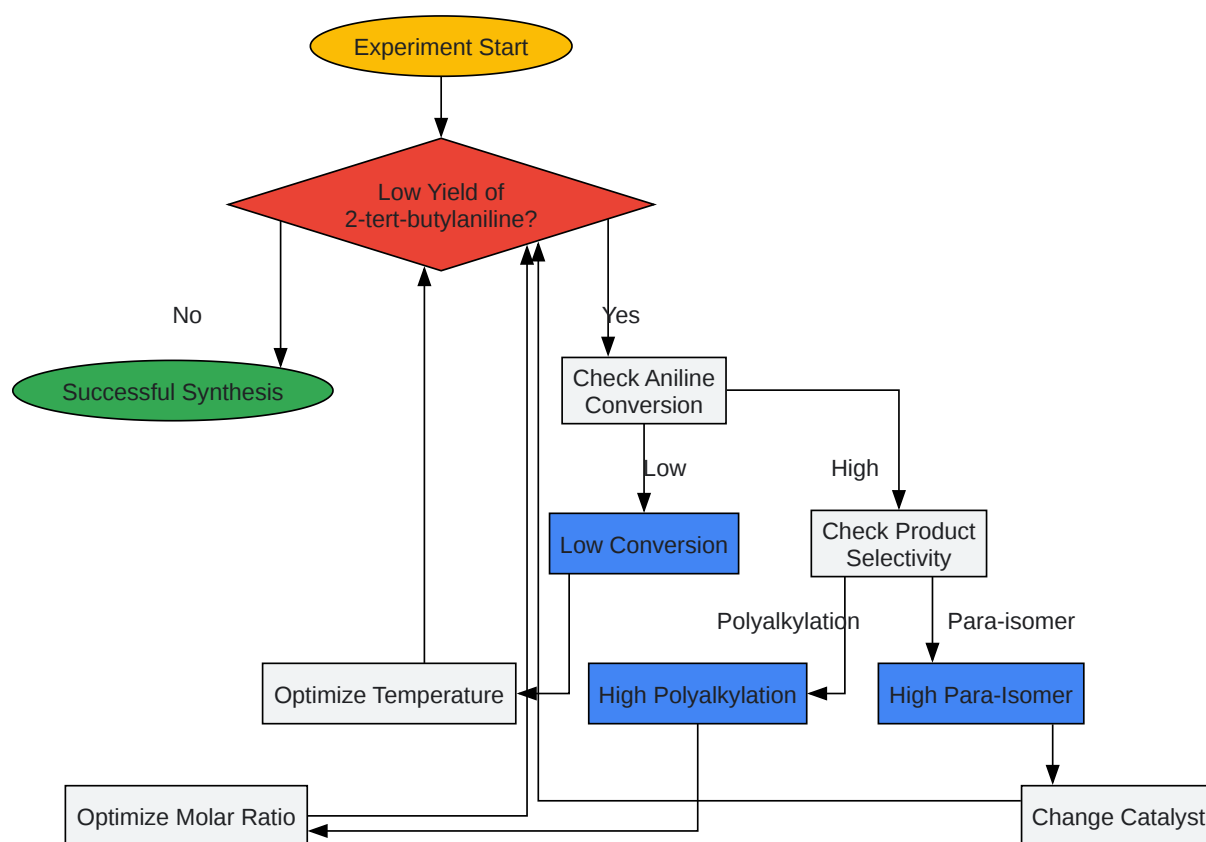 Experiment Start
Low Yield of
2-tert-butylaniline?
No
Yes
Successful Synthesis
Check Aniline
Conversion
Low
High
Low Conversion
Check Product
Selectivity
Polyalkylation
Para-isomer
Optimize Temperature
High Polyalkylation
High Para-Isomer
Optimize Molar Ratio
Change Catalyst